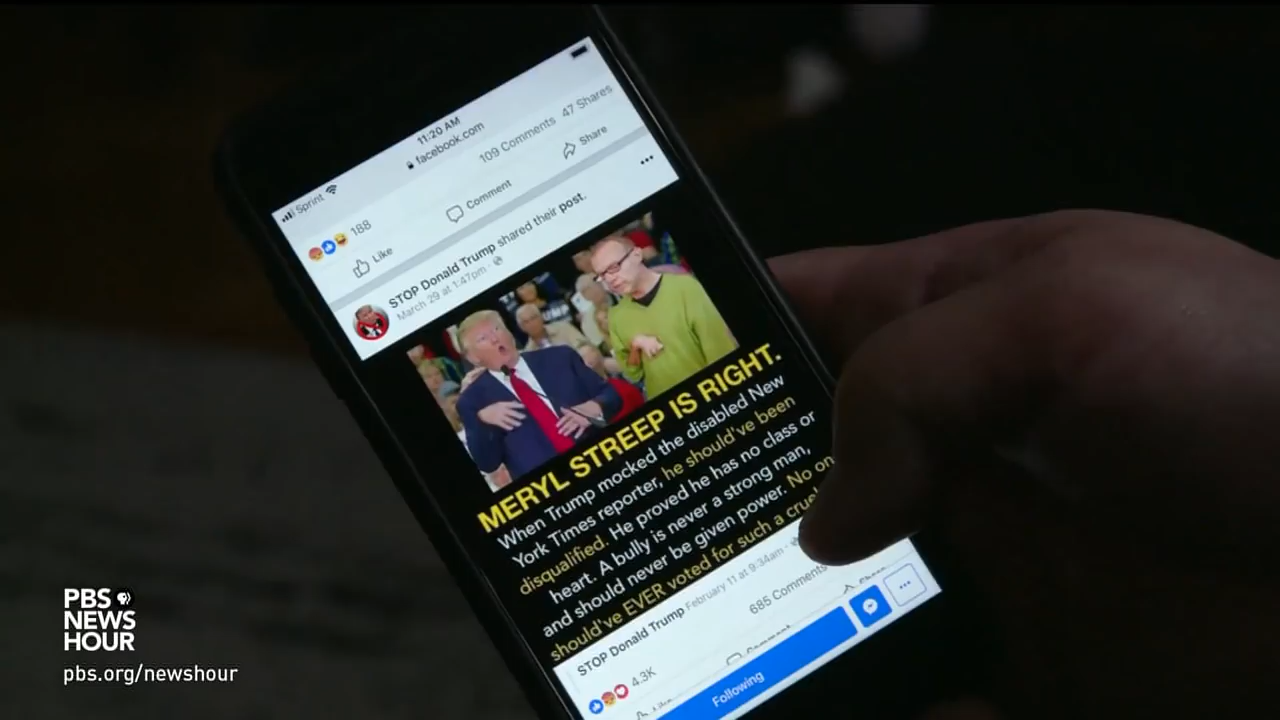 Sprint
11:20 AM
facebook.com
188
109 Comments 47 Shares
Like
Comment
Share
STOP Donald Trump shared their post.
March 29 at 1:47pm
MERYL STREEP IS RIGHT.
When Trump mocked the disabled New
York Times reporter, he should've been
disqualified. He proved he has no class or
heart. A bully is never a strong man,
and should never be given power. No
should've EVER voted for such a
STOP Donald Trump February 11 at 9:34am
4.3K
685 Comments
Following
PBS
NEWS
HOUR
pbs.org/newshour